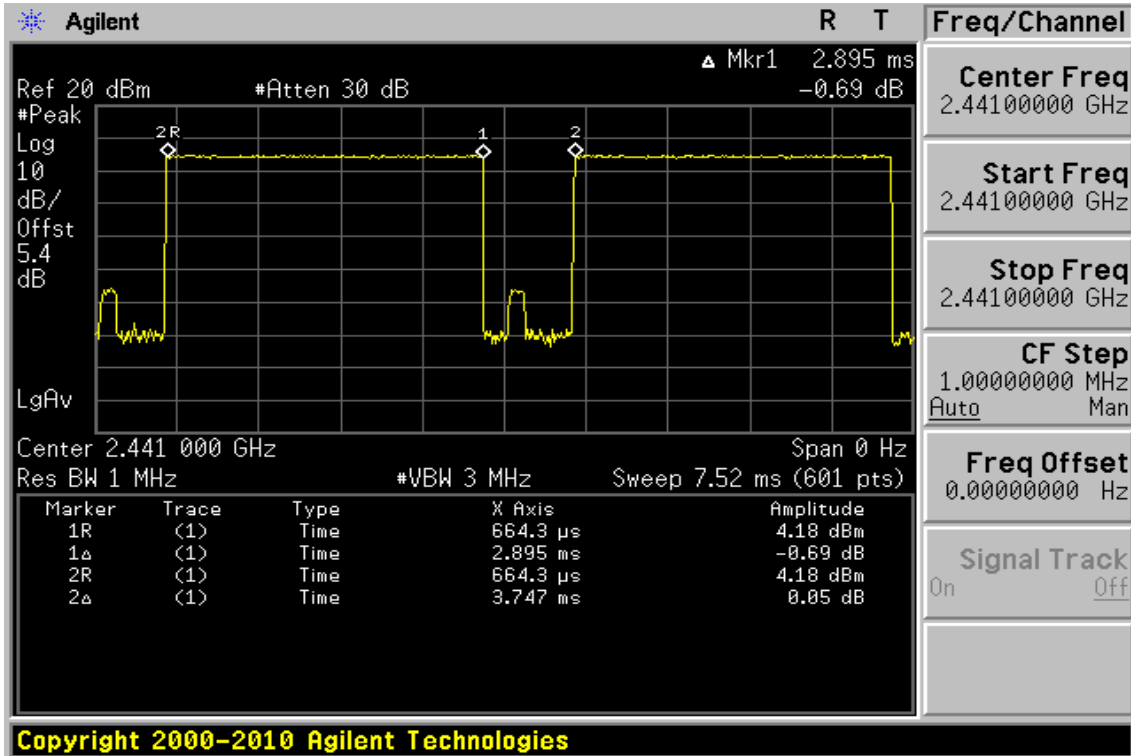 Agilent R T Freq/Channel
Δ Mkr1 2.895 ms
Ref 20 dBm #Atten 30 dB -0.69 dB
#Peak
Log
10
dB/
Offst
5.4
dB
LgAv
2R 1 2
Center 2.441 000 GHz Span 0 Hz
Res BW 1 MHz #VBW 3 MHz Sweep 7.52 ms (601 pts)
Marker Trace Type X Axis Amplitude
1R (1) Time 664.3 µs 4.18 dBm
1Δ (1) Time 2.895 ms -0.69 dB
2R (1) Time 664.3 µs 4.18 dBm
2Δ (1) Time 3.747 ms 0.05 dB
Center Freq
2.44100000 GHz
Start Freq
2.44100000 GHz
Stop Freq
2.44100000 GHz
CF Step
1.00000000 MHz
Auto Man
Freq Offset
0.00000000 Hz
Signal Track
On Off
Copyright 2000-2010 Agilent Technologies